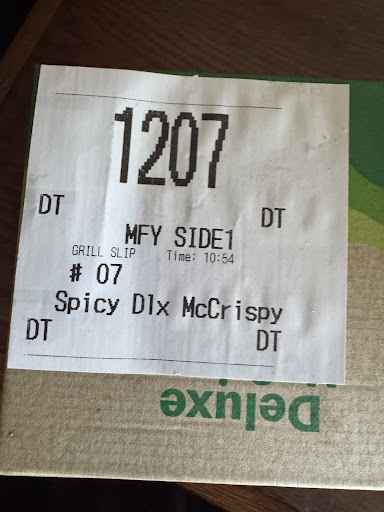 1207
DT DT
MFY SIDE1
GRILL SLIP Time: 10:54
# 07
Spicy Dlx McCrispy
DT DT
Deluxe